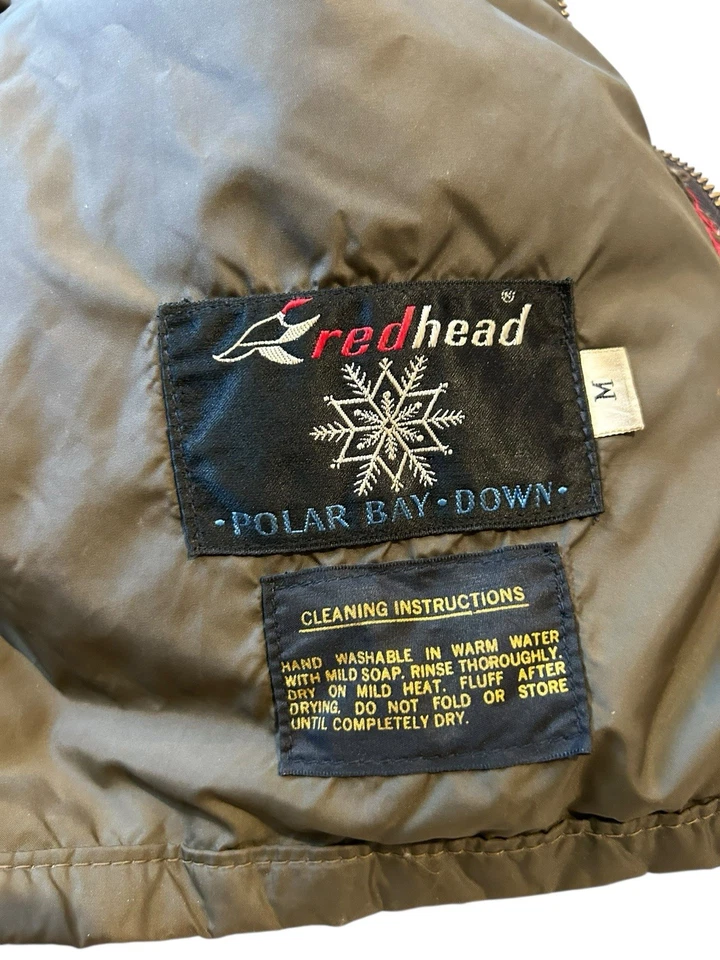 redhead®
M
·POLAR BAY·DOWN·
CLEANING INSTRUCTIONS
HAND WASHABLE IN WARM WATER
WITH MILD SOAP. RINSE THOROUGHLY.
DRY ON MILD HEAT. FLUFF AFTER
DRYING. DO NOT FOLD OR STORE
UNTIL COMPLETELY DRY.